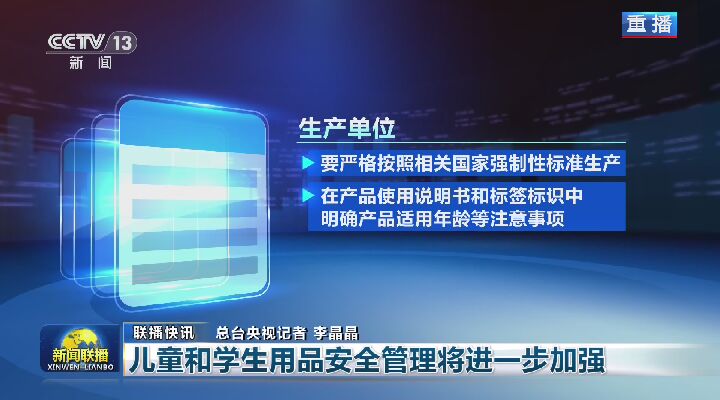 CCTV 13
新闻
重播
生产单位
要严格按照相关国家强制性标准生产
在产品使用说明书和标签标识中
明确产品适用年龄等注意事项
联播快讯 总台央视记者 李晶晶
新闻联播
XINWEN LIANBO
儿童和学生用品安全管理将进一步加强